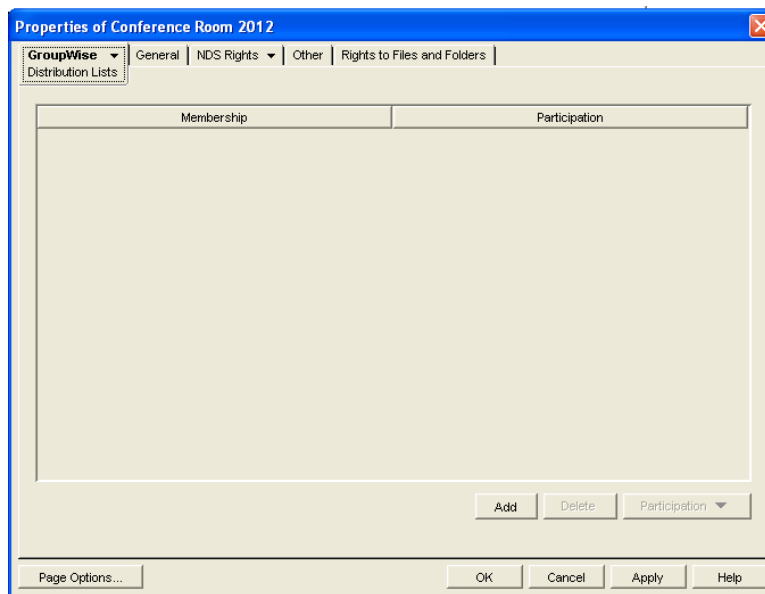 Properties of Conference Room 2012
GroupWise General NDS Rights Other Rights to Files and Folders
Distribution Lists
Membership Participation
Add Delete Participation
Page Options... OK Cancel Apply Help